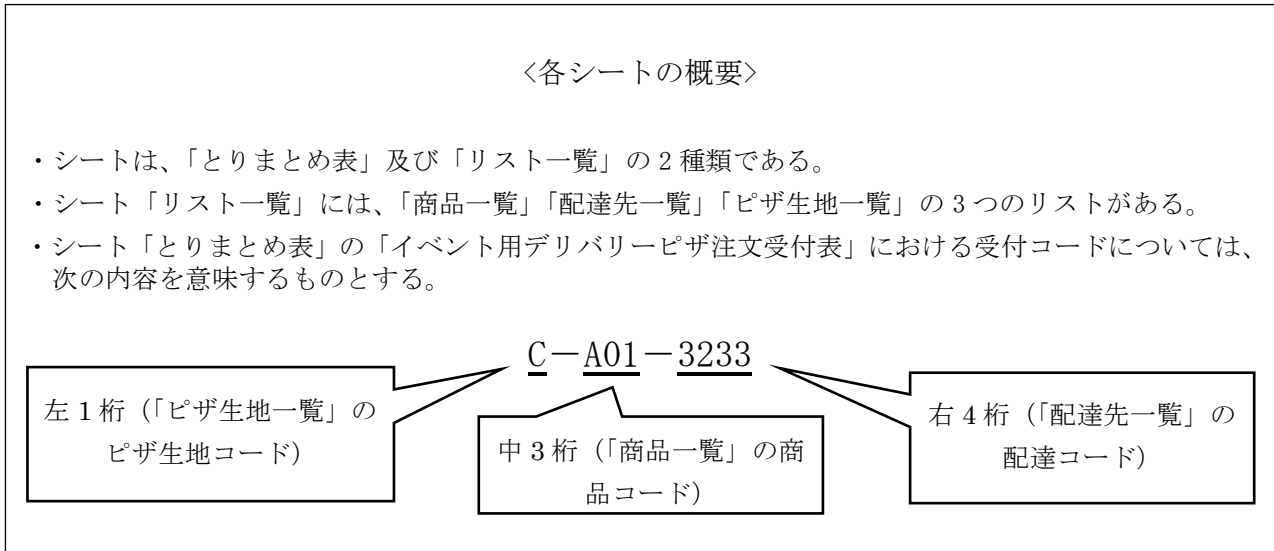 <各シートの概要>
・シートは、「とりまとめ表」及び「リスト一覧」の2種類である。
・シート「リスト一覧」には、「商品一覧」「配達先一覧」「ピザ生地一覧」の3つのリストがある。
・シート「とりまとめ表」の「イベント用デリバリーピザ注文受付表」における受付コードについては、
次の内容を意味するものとする。
C－A01－3233
左1桁（「ピザ生地一覧」の
ピザ生地コード）
中3桁（「商品一覧」の商
品コード）
右4桁（「配達先一覧」の
配達コード）